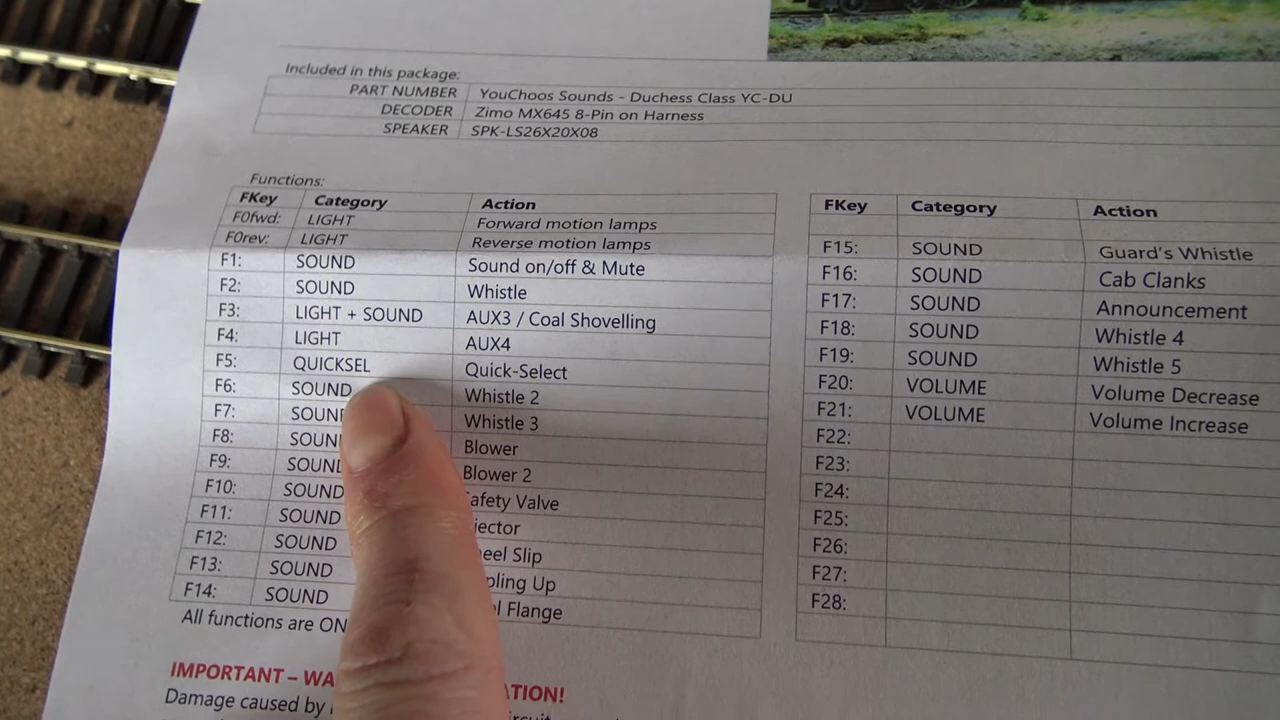 Included in this package:
PART NUMBER YouChoos Sounds - Duchess Class YC-DU
DECODER Zimo MX645 8-Pin on Harness
SPEAKER SPK-LS26X20X08
Functions:
FKey Category Action
F0fwd: LIGHT Forward motion lamps
F0rev: LIGHT Reverse motion lamps
F1: SOUND Sound on/off & Mute
F2: SOUND Whistle
F3: LIGHT + SOUND AUX3 / Coal Shovelling
F4: LIGHT AUX4
F5: QUICKSEL Quick-Select
F6: SOUND Whistle 2
F7: SOUND Whistle 3
F8: SOUND Blower
F9: SOUND Blower 2
F10: SOUND Safety Valve
F11: SOUND
F12: SOUND Slip
F13: SOUND Up
F14: SOUND Flange
All functions are ON
FKey Category Action
F15: SOUND Guard's Whistle
F16: SOUND Cab Clanks
F17: SOUND Announcement
F18: SOUND Whistle 4
F19: SOUND Whistle 5
F20: VOLUME Volume Decrease
F21: VOLUME Volume Increase
F22:
F23:
F24:
F25:
F26:
F27:
F28:
IMPORTANT –
Damage caused by